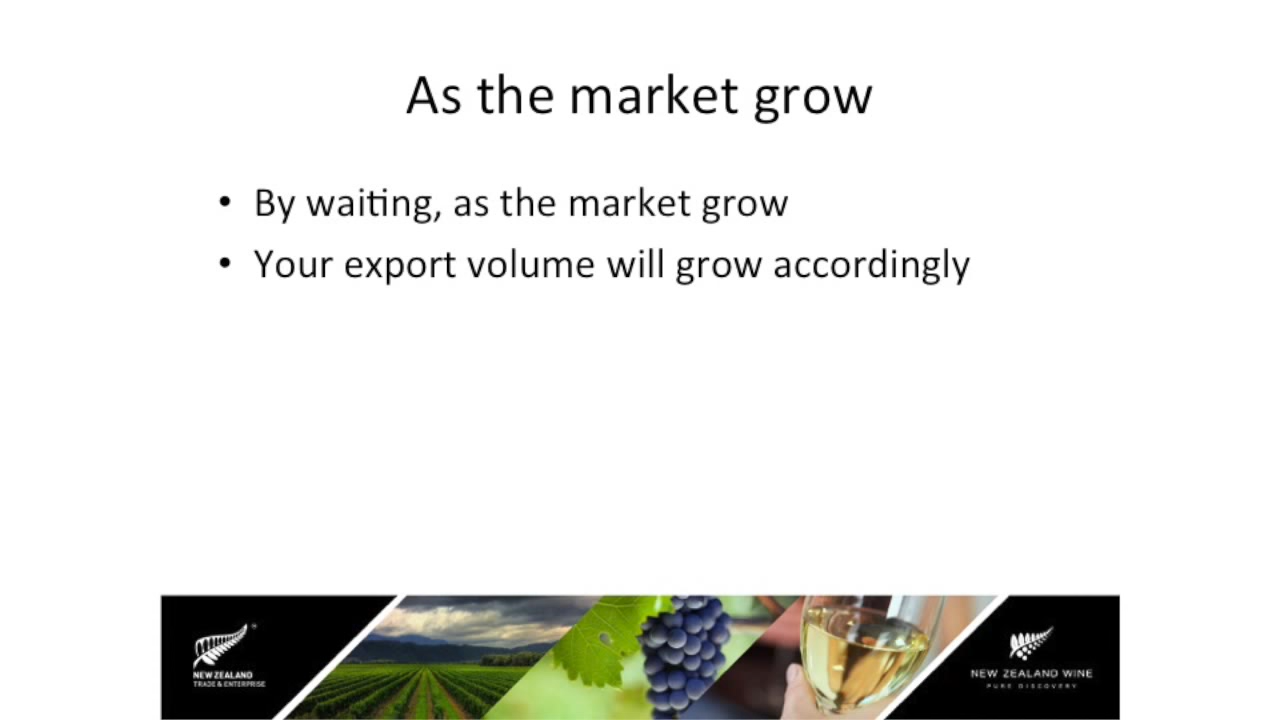 As the market grow
• By waiting, as the market grow
• Your export volume will grow accordingly
NEW ZEALAND
TRADE & ENTERPRISE
NEW ZEALAND WINE
PURE DISCOVERY